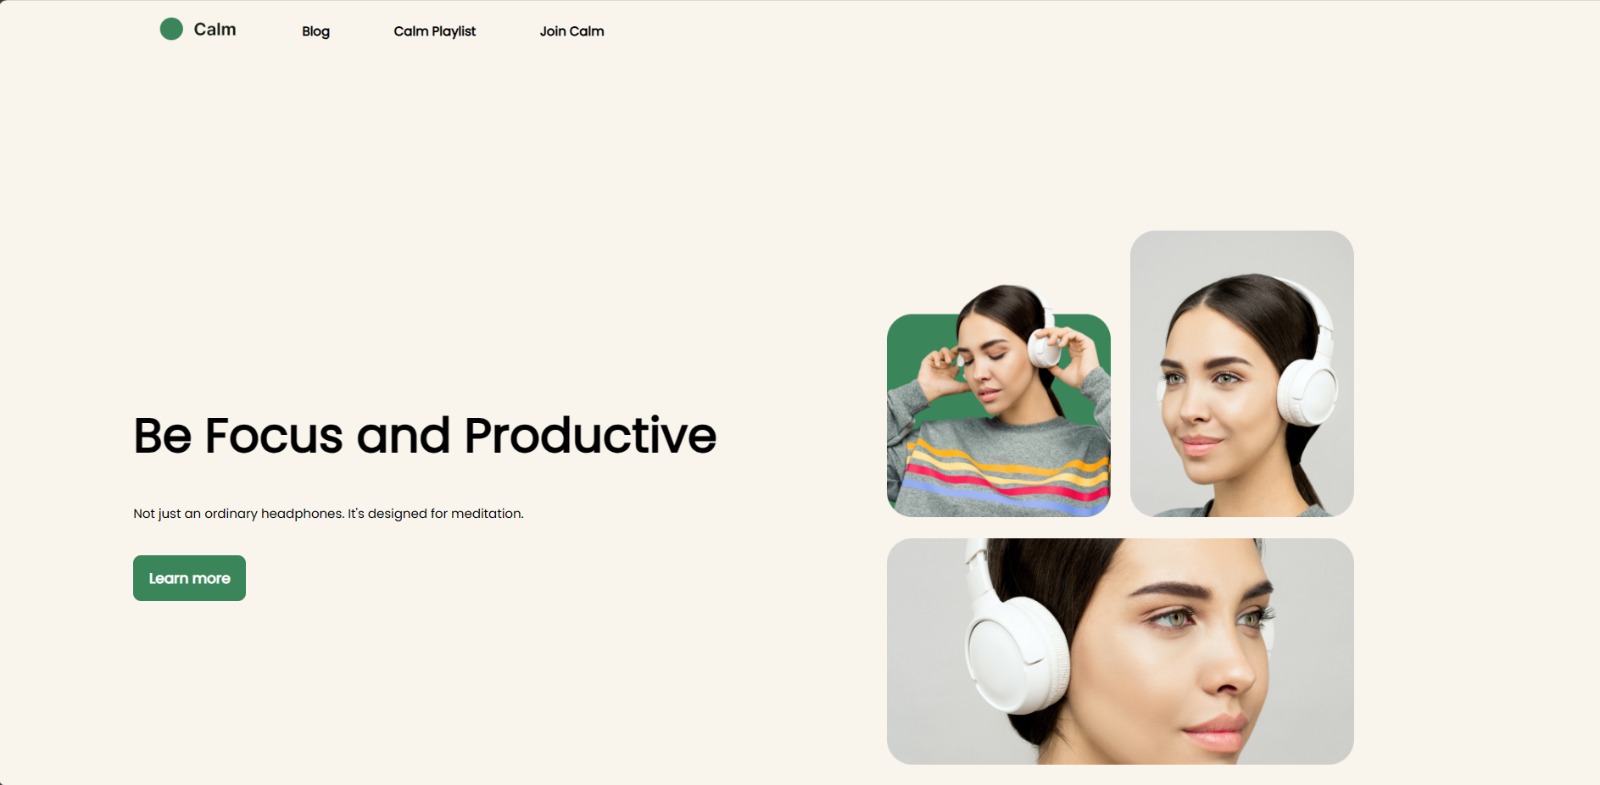 Calm
Blog
Calm Playlist
Join Calm
Be Focus and Productive
Not just an ordinary headphones. It's designed for meditation.
Learn more